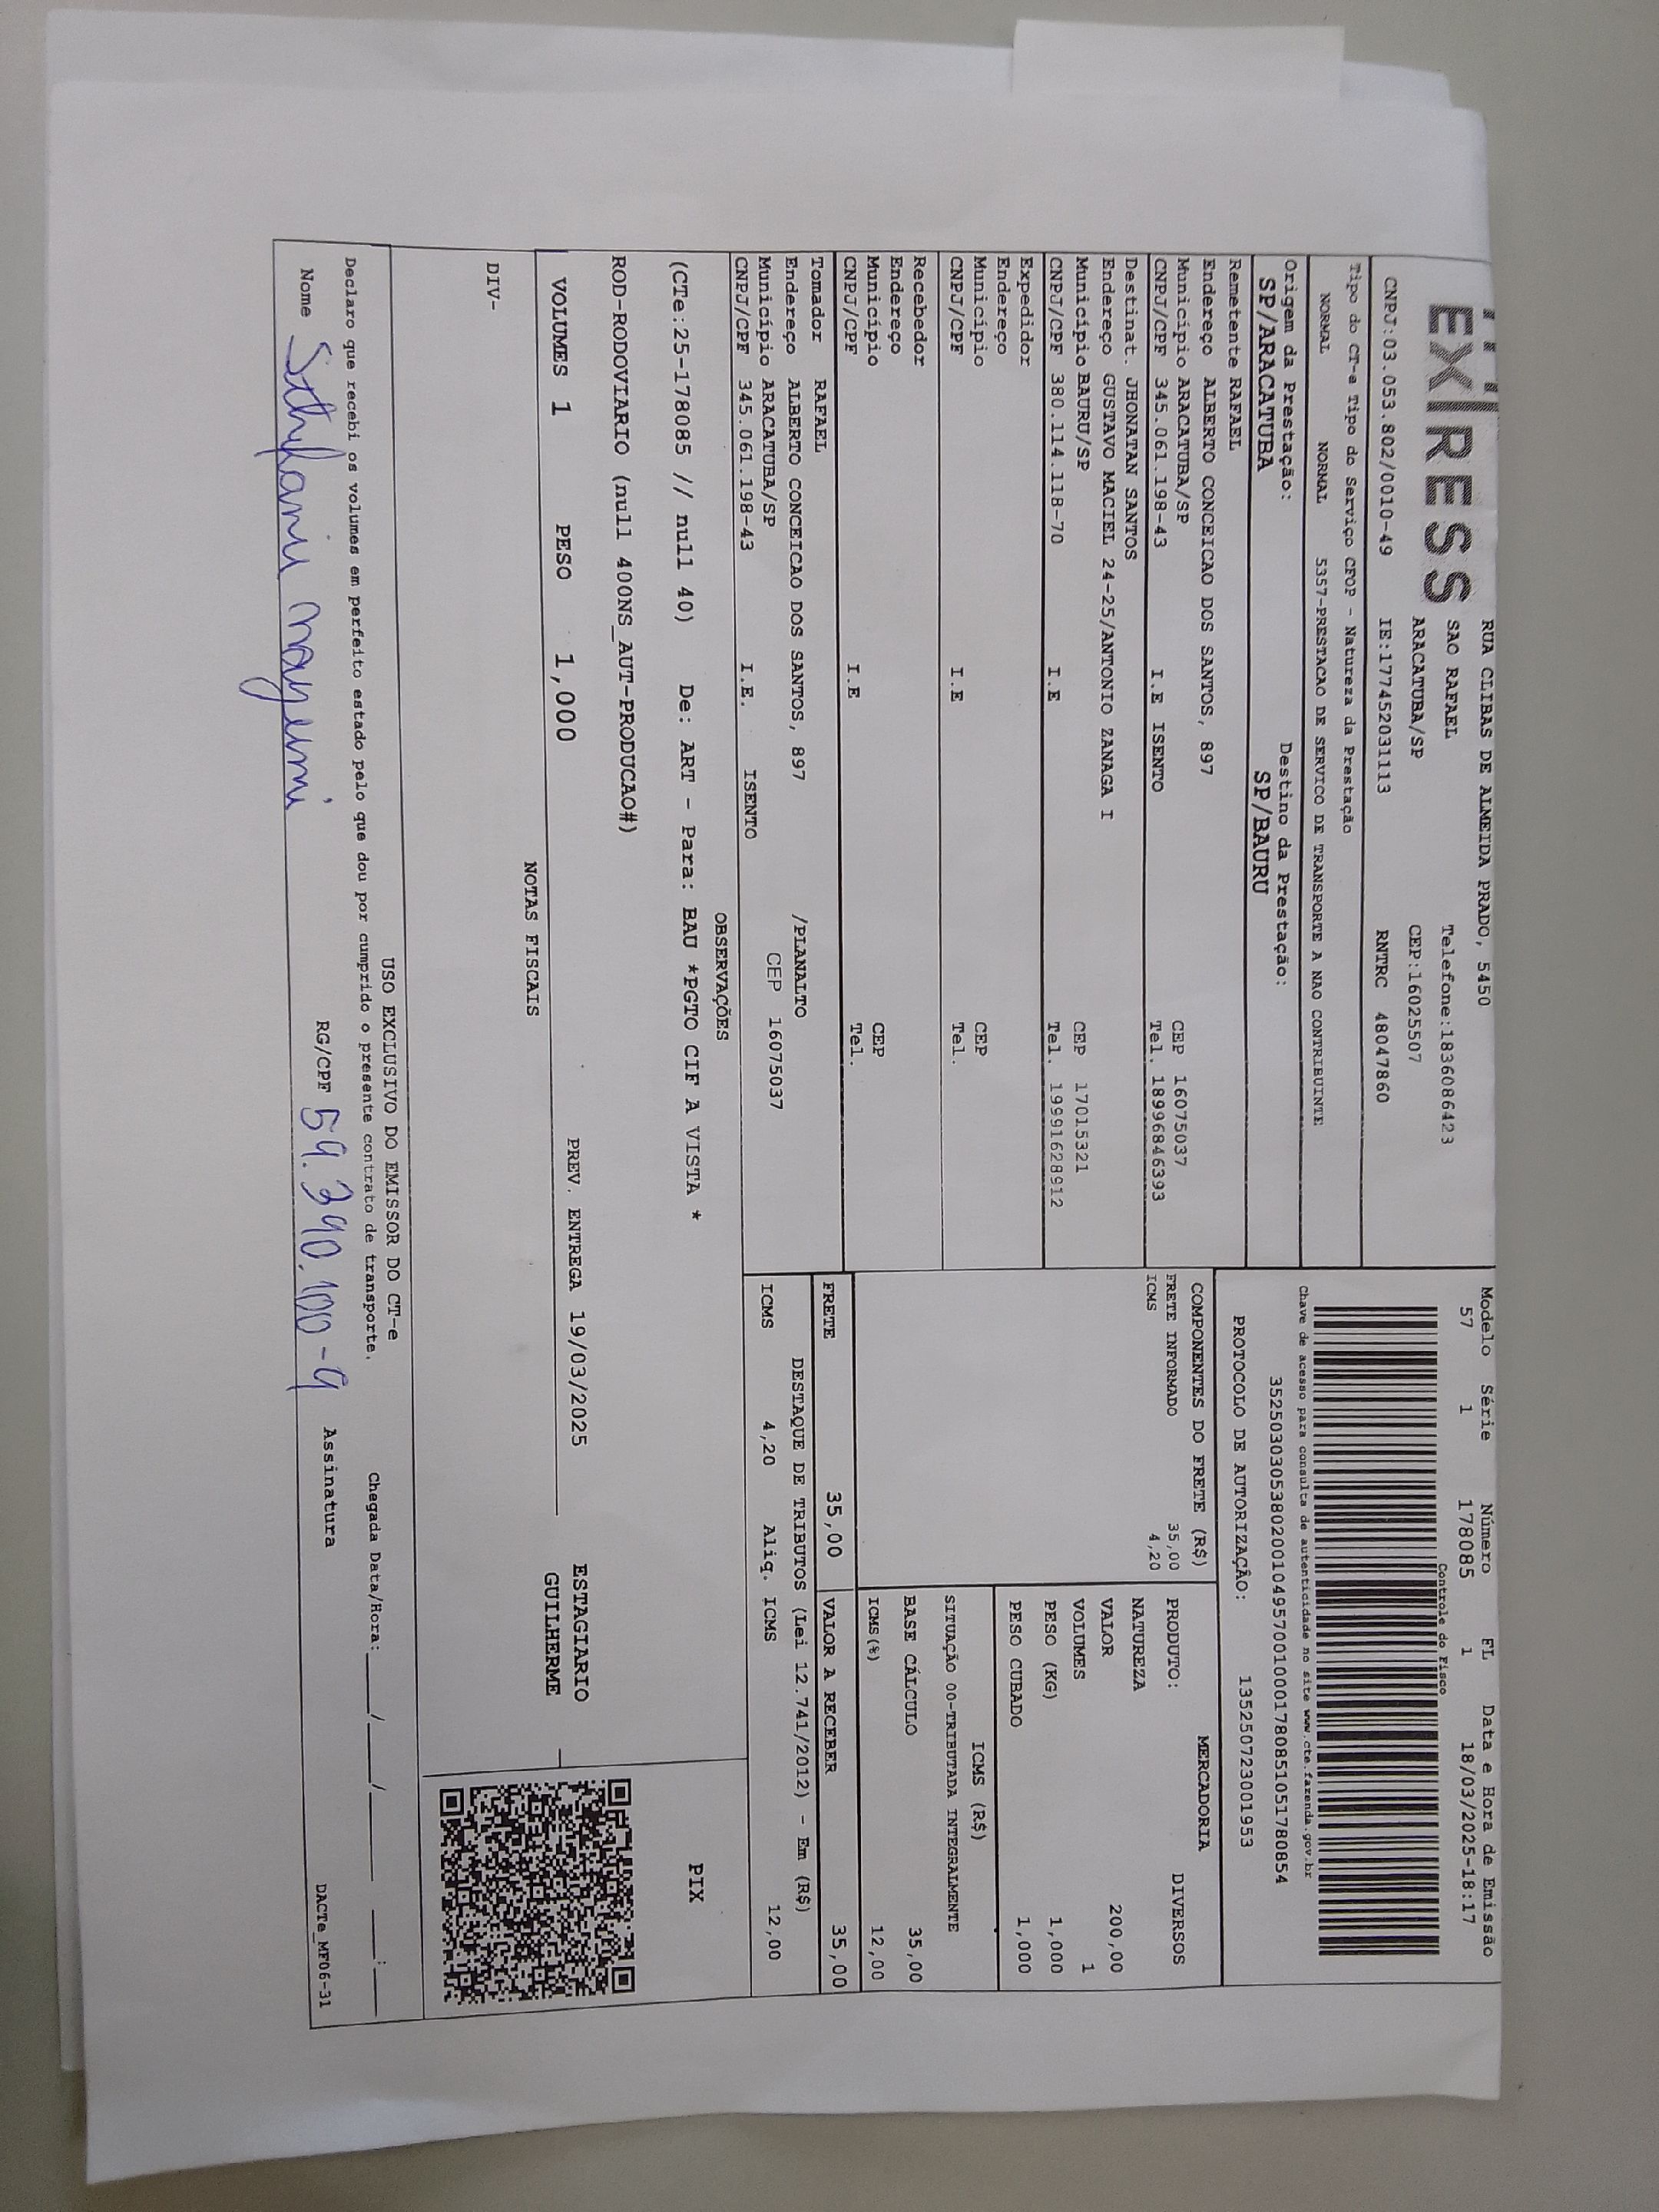 EXPRESS
RUA CLIBAS DE ALMEIDA PRADO, 5450
SAO RAFAEL Telefone:1836086423
ARACATUBA/SP CEP:16025507
CNPJ:03.053.802/0010-49 IE:177452031113 RNTRC 48047860
Tipo do CT-e Tipo do Serviço CFOP - Natureza da Prestação
NORMAL NORMAL 5357-PRESTACAO DE SERVICO DE TRANSPORTE A NAO CONTRIBUINTE
Origem da Prestação: Destino da Prestação:
SP/ARACATUBA SP/BAURU
Modelo Série Número FL Data e Hora de Emissão
57 1 178085 1 18/03/2025-18:17
Controle do Fisco
Chave de acesso para consulta de autenticidade no site www.cte.fazenda.gov.br
35250303053802001049570010001780851051780854
PROTOCOLO DE AUTORIZAÇÃO: 135250723001953
Remetente RAFAEL
Endereço ALBERTO CONCEICAO DOS SANTOS, 897
Município ARACATUBA/SP CEP 16075037
CNPJ/CPF 345.061.198-43 I.E ISENTO Tel. 18996846393
Destinat. JHONATAN SANTOS
Endereço GUSTAVO MACIEL 24-25/ANTONIO ZANAGA I
Município BAURU/SP CEP 17015321
CNPJ/CPF 380.114.118-70 I.E Tel. 19991628912
Expedidor
Endereço
Município CEP
CNPJ/CPF I.E Tel.
Recebedor
Endereço
Município CEP
CNPJ/CPF I.E Tel.
Tomador RAFAEL
Endereço ALBERTO CONCEICAO DOS SANTOS, 897 /PLANALTO
Município ARACATUBA/SP CEP 16075037
CNPJ/CPF 345.061.198-43 I.E. ISENTO
COMPONENTES DO FRETE (R$)
FRETE INFORMADO 35,00
ICMS 4,20
MERCADORIA
PRODUTO: DIVERSOS
NATUREZA
VALOR 200,00
VOLUMES 1
PESO (KG) 1,000
PESO CUBADO 1,000
ICMS (R$)
SITUAÇÃO 00-TRIBUTADA INTEGRALMENTE
BASE CÁLCULO 35,00
ICMS(%) 12,00
FRETE 35,00 VALOR A RECEBER 35,00
DESTAQUE DE TRIBUTOS (Lei 12.741/2012) - Em (R$)
ICMS 4,20 Aliq. ICMS 12,00
OBSERVAÇÕES
(CTe:25-178085 // null 40) De: ART - Para: BAU *PGTO CIF A VISTA *
ROD-RODOVIARIO (null 400NS_AUT-PRODUCAO#)
PIX
VOLUMES 1 PESO 1,000 PREV. ENTREGA 19/03/2025 ESTAGIARIO
GUILHERME
NOTAS FISCAIS
DIV-
USO EXCLUSIVO DO EMISSOR DO CT-e
Declaro que recebi os volumes em perfeito estado pelo que dou por cumprido o presente contrato de transporte. Chegada Data/Hora:___/___/____ __:__
Nome RG/CPF 59.390.100-9 Assinatura
DACTe_MF06-31